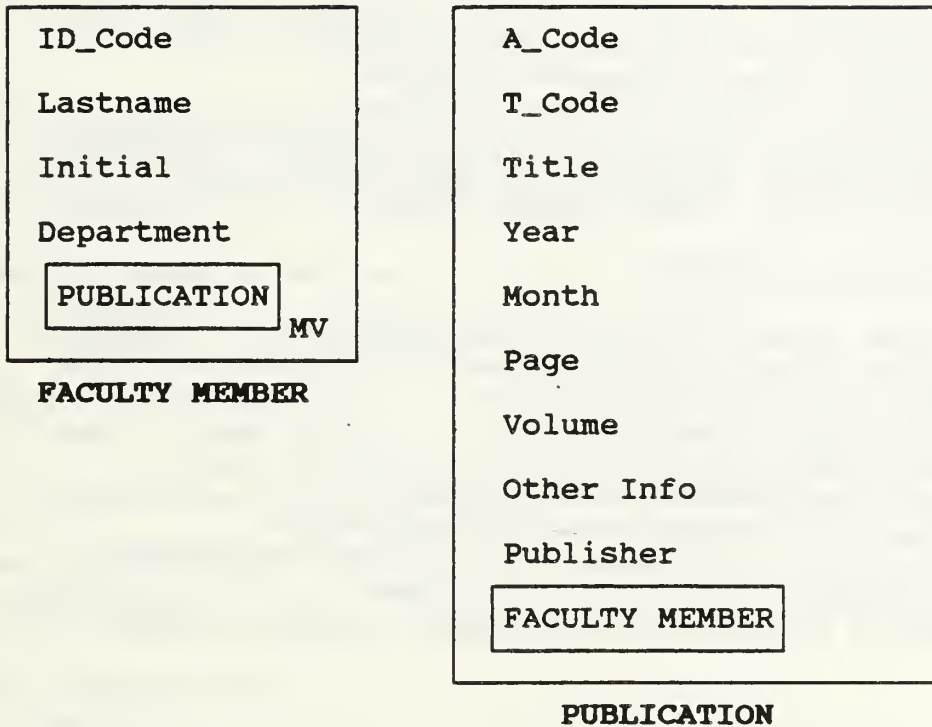 ID_Code
Lastname
Initial
Department
PUBLICATION
MV
FACULTY MEMBER
A_Code
T_Code
Title
Year
Month
Page
Volume
Other Info
Publisher
FACULTY MEMBER
PUBLICATION